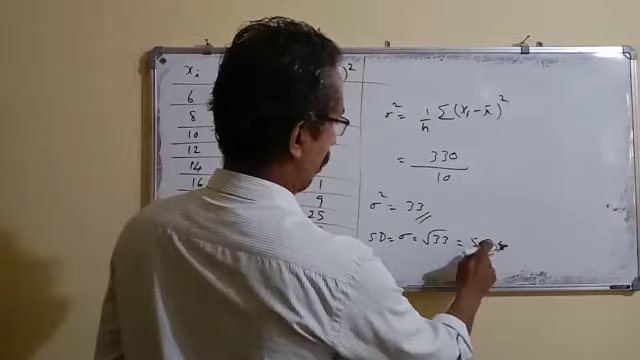 xᵢ )²
6
8
10
12
14
16
1
9
25
σ² = 1/n Σ(xᵢ - x̄)²
= 330/10
σ² = 33
SD = σ = √33 = 5